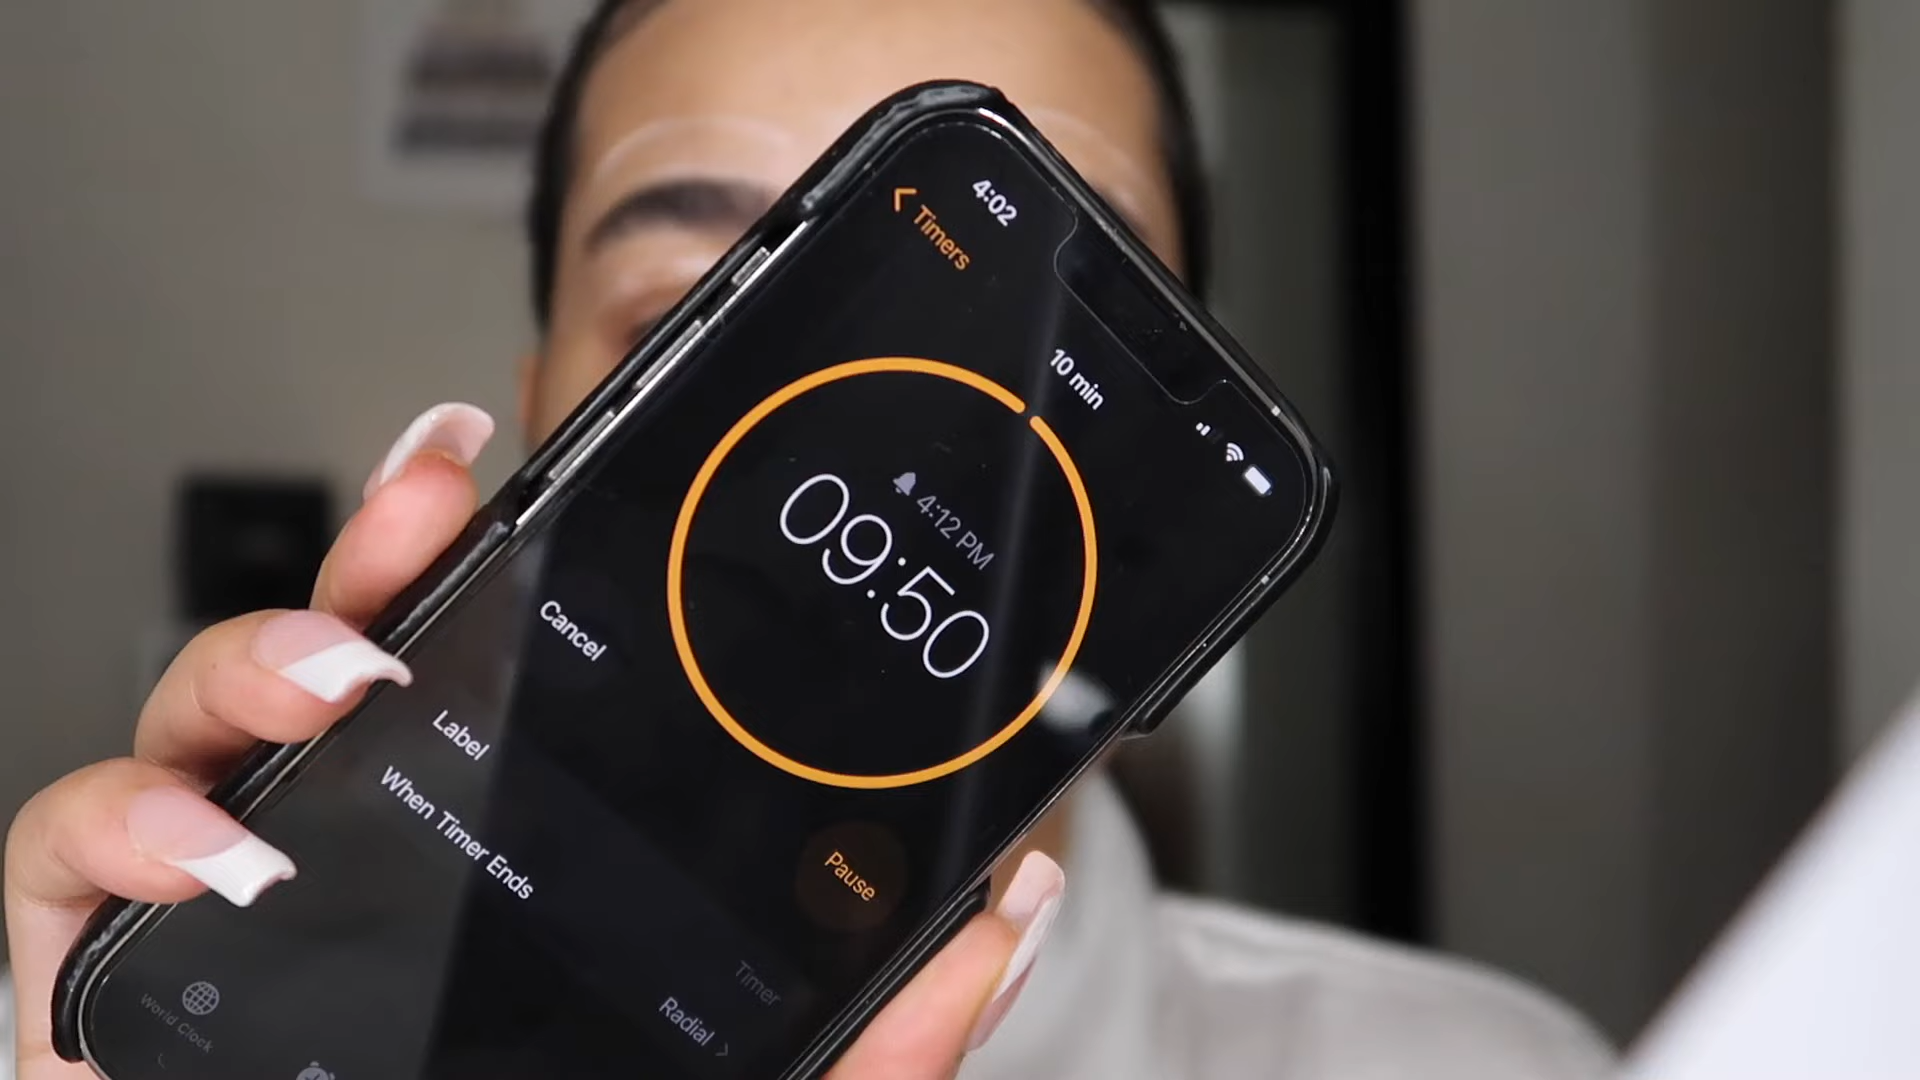 4:02
Timers
10 min
4:12 PM
09:50
Cancel
Pause
Label
Timer
When Timer Ends
Radial
World Clock